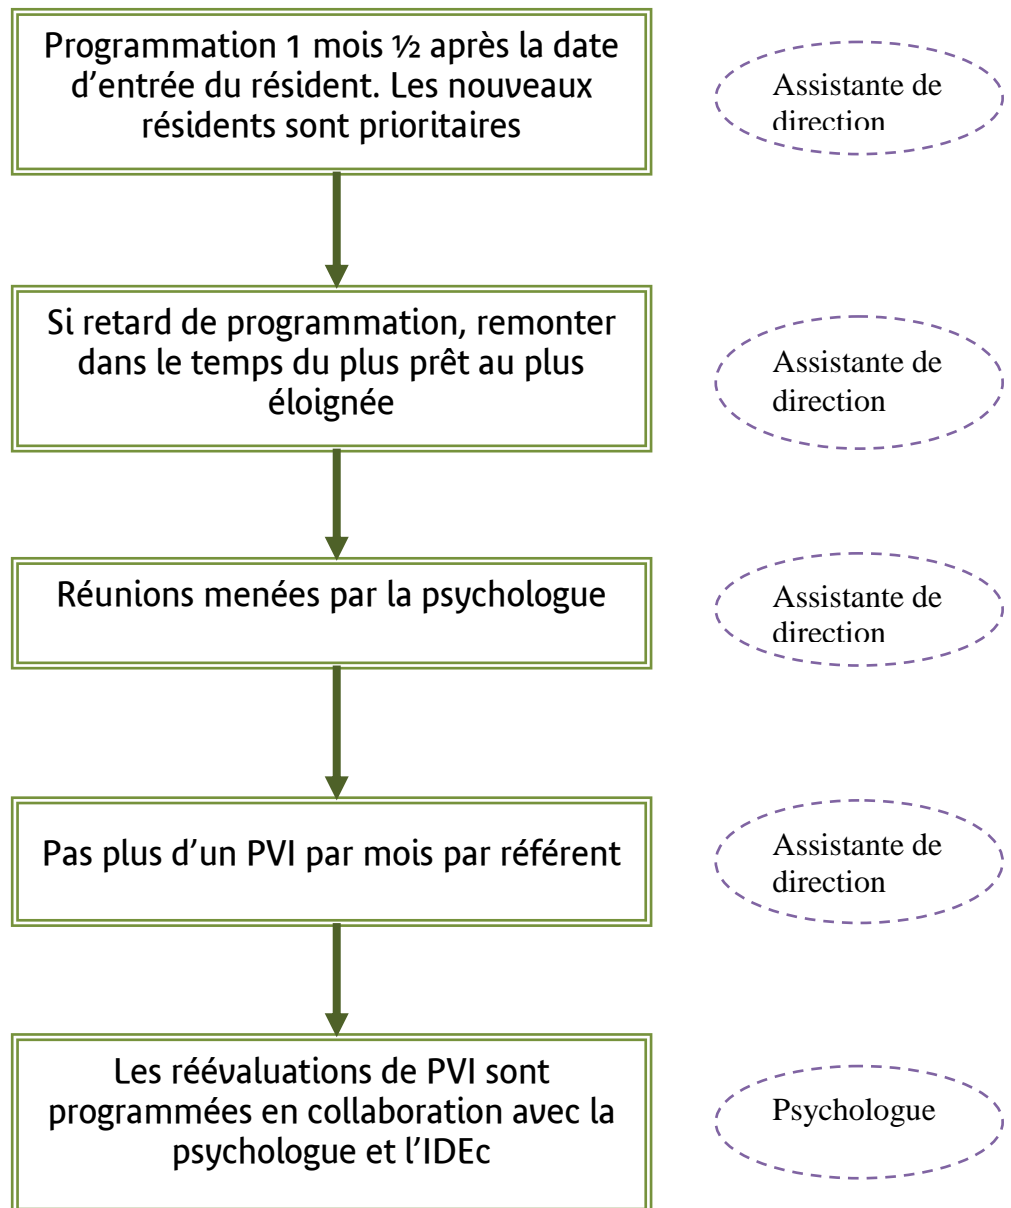 Programmation 1 mois ½ après la date
d'entrée du résident. Les nouveaux
résidents sont prioritaires
Assistante de
direction
Si retard de programmation, remonter
dans le temps du plus prêt au plus
éloignée
Assistante de
direction
Réunions menées par la psychologue
Assistante de
direction
Pas plus d'un PVI par mois par référent
Assistante de
direction
Les réévaluations de PVI sont
programmées en collaboration avec la
psychologue et l'IDEc
Psychologue